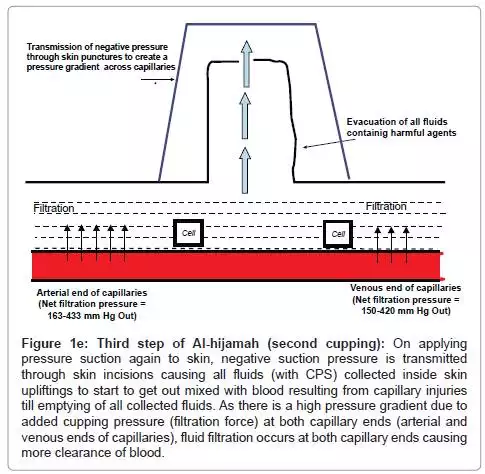 Transmission of negative pressure
through skin punctures to create a
pressure gradient across capillaries
Evacuation of all fluids
containig harmful agents
Filtration
Filtration
Cell
Cell
Arterial end of capillaries
(Net filtration pressure =
163-433 mm Hg Out)
Venous end of capillaries
(Net filtration pressure =
150-420 mm Hg Out)
Figure 1e: Third step of Al-hijamah (second cupping): On applying
pressure suction again to skin, negative suction pressure is transmitted
through skin incisions causing all fluids (with CPS) collected inside skin
upliftings to start to get out mixed with blood resulting from capillary injuries
till emptying of all collected fluids. As there is a high pressure gradient due to
added cupping pressure (filtration force) at both capillary ends (arterial and
venous ends of capillaries), fluid filtration occurs at both capillary ends causing
more clearance of blood.